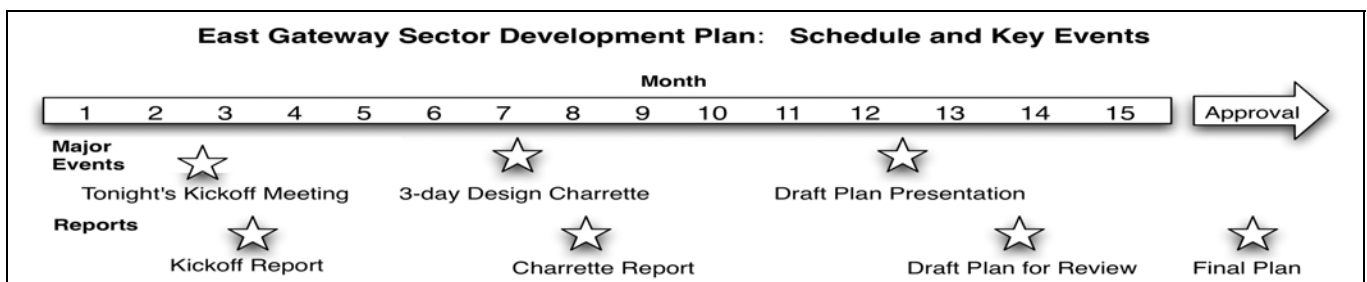 East Gateway Sector Development Plan: Schedule and Key Events
Month
1 2 3 4 5 6 7 8 9 10 11 12 13 14 15 Approval
Major
Events
Tonight's Kickoff Meeting 3-day Design Charrette Draft Plan Presentation
Reports
Kickoff Report Charrette Report Draft Plan for Review Final Plan